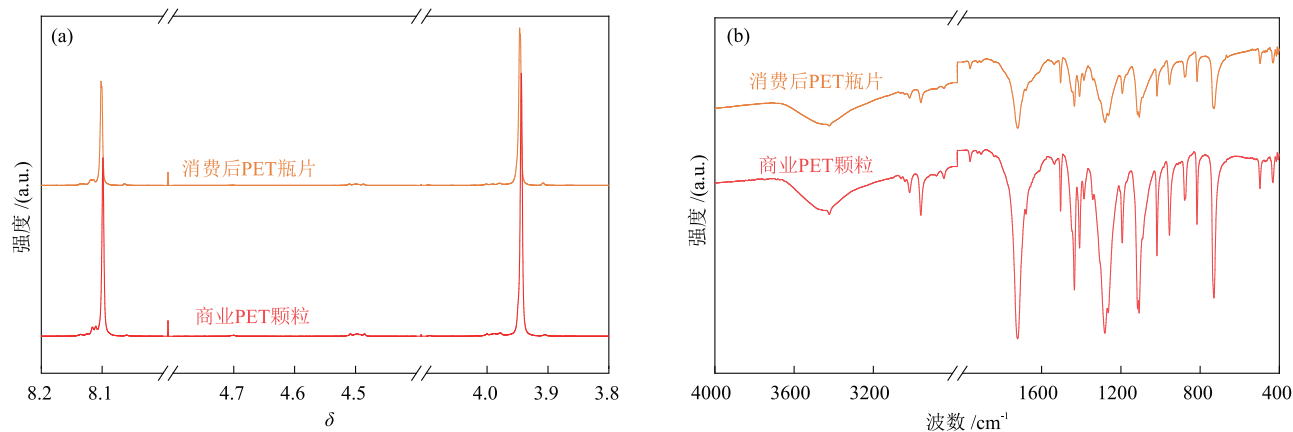 (a)
消费后PET瓶片
商业PET颗粒
强度 /(a.u.)
8.2 8.1 4.7 4.6 4.5 4.0 3.9 3.8
δ
(b)
消费后PET瓶片
商业PET颗粒
强度 /(a.u.)
4000 3600 3200 1600 1200 800 400
波数 /cm⁻¹